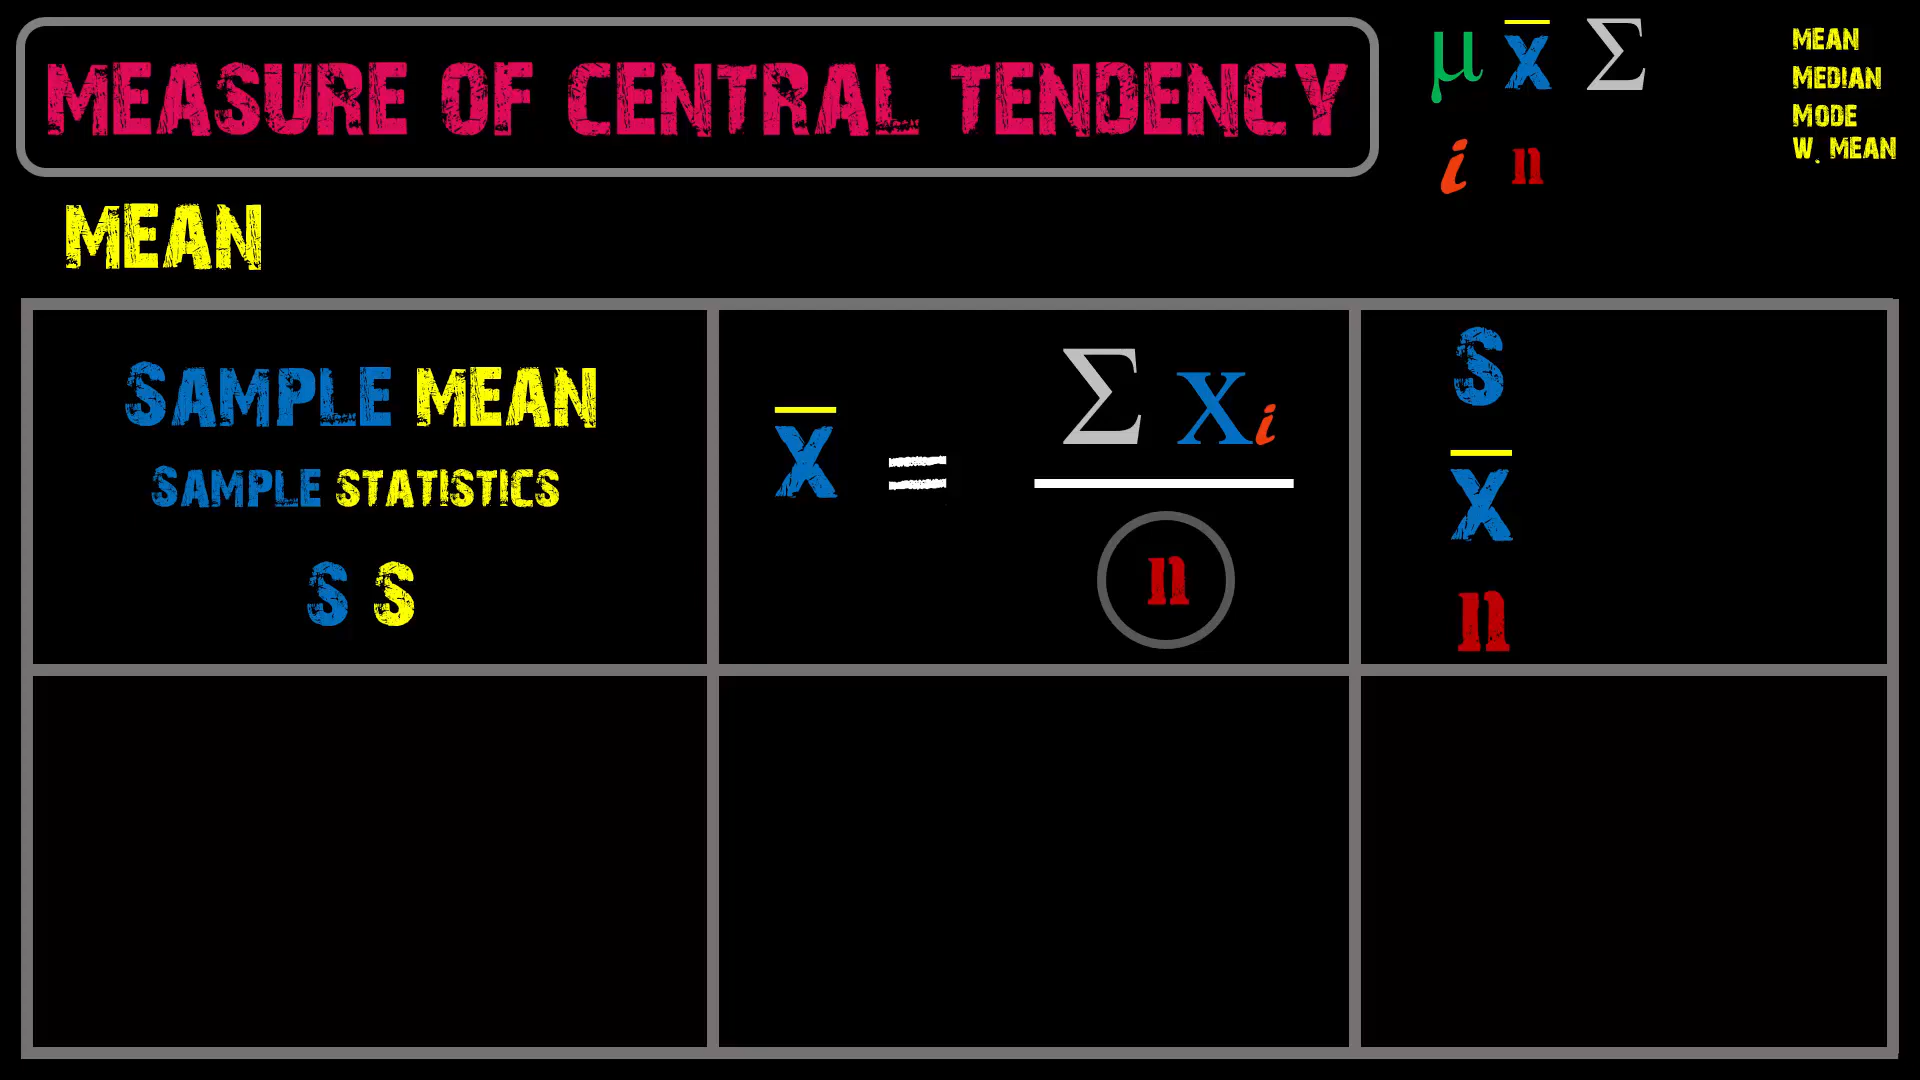 MEASURE OF CENTRAL TENDENCY
μ x̅ Σ
i n
MEAN
MEDIAN
MODE
W. MEAN
MEAN
SAMPLE MEAN
SAMPLE STATISTICS
S S
x̅ = Σ Xᵢ / n
S
x̅
n